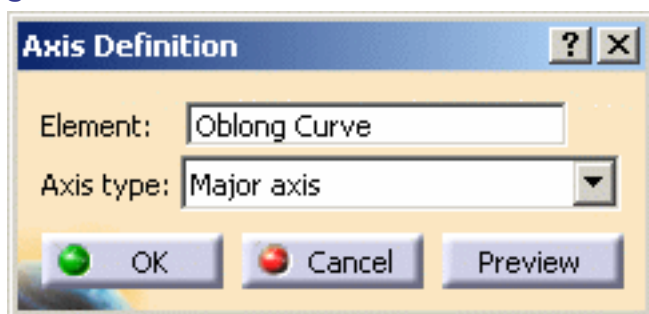 Axis Definition ? X
Element: Oblong Curve
Axis type: Major axis
OK Cancel Preview